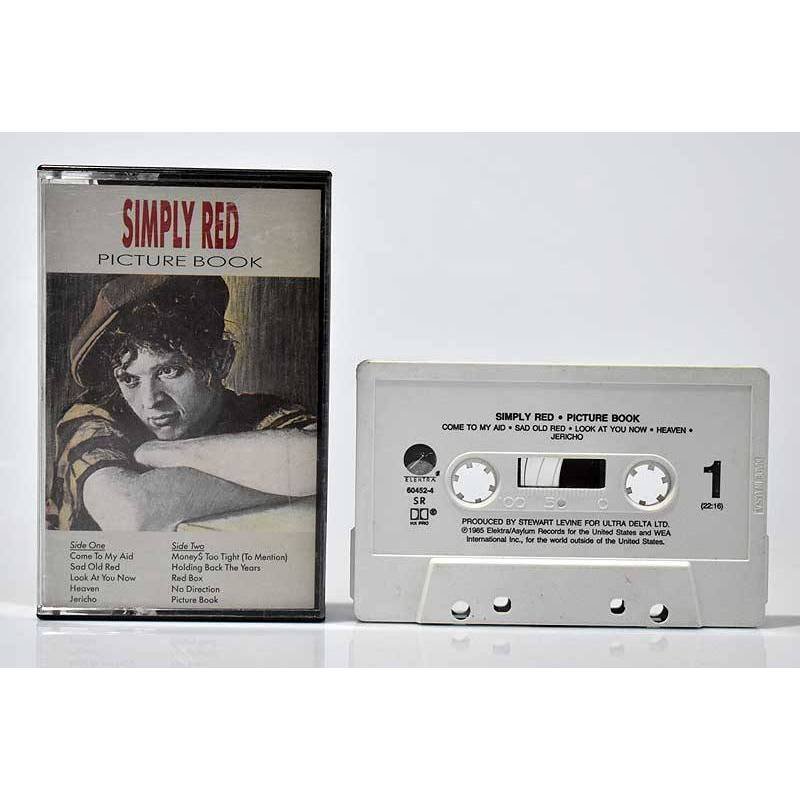 SIMPLY RED
PICTURE BOOK
Side One
Come To My Aid
Sad Old Red
Look At You Now
Heaven
Jericho
Side Two
Money$ Too Tight (To Mention)
Holding Back The Years
Red Box
No Direction
Picture Book
SIMPLY RED • PICTURE BOOK
COME TO MY AID • SAD OLD RED • LOOK AT YOU NOW • HEAVEN •
JERICHO
ELEKTRA
60452-4
SR
HX PRO
1
(22:16)
PRODUCED BY STEWART LEVINE FOR ULTRA DELTA LTD.
℗1985 Elektra/Asylum Records for the United States and WEA
International Inc., for the world outside of the United States.